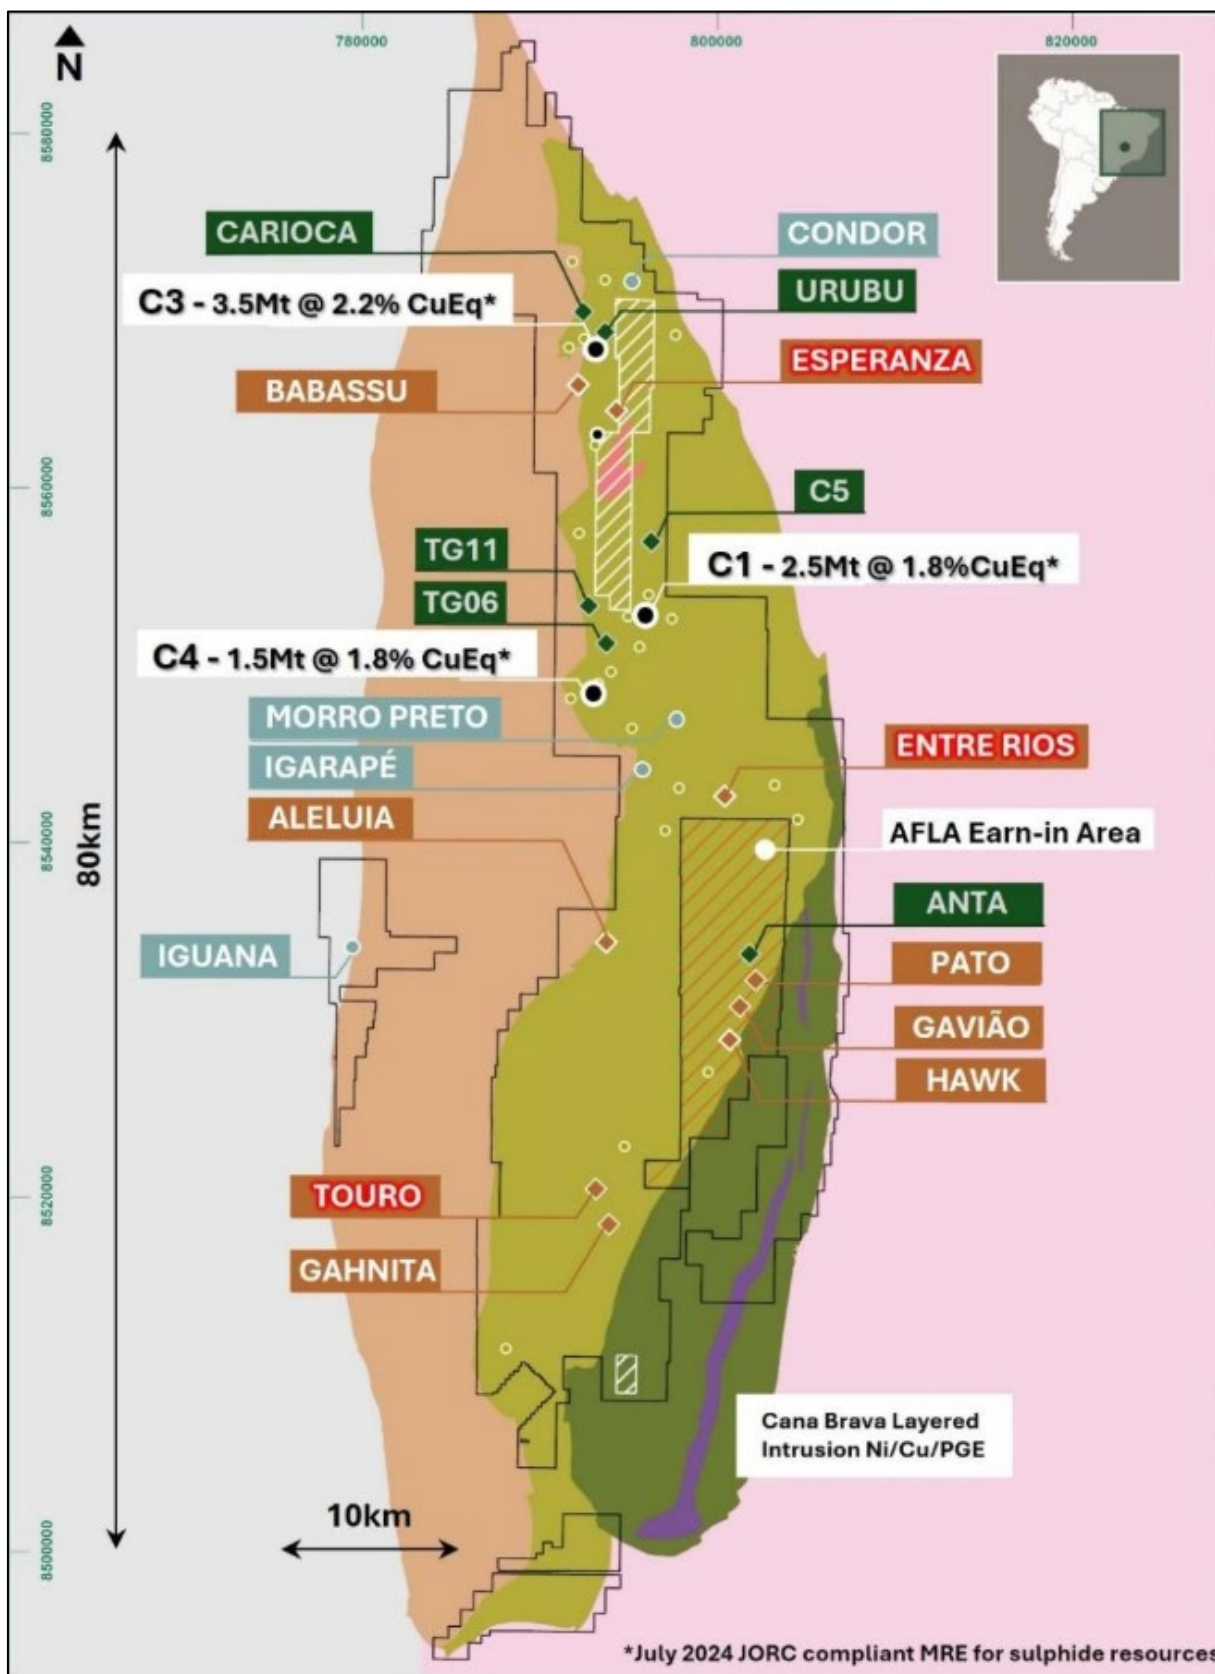 780000
800000
820000
N
8580000
CARIOCA
CONDOR
C3 - 3.5Mt @ 2.2% CuEq*
URUBU
ESPERANZA
BABASSU
8560000
C5
TG11
C1 - 2.5Mt @ 1.8%CuEq*
TG06
C4 - 1.5Mt @ 1.8% CuEq*
MORRO PRETO
ENTRE RIOS
IGARAPÉ
ALELUIA
80km
8540000
AFLA Earn-in Area
ANTA
IGUANA
PATO
GAVIÃO
HAWK
8520000
TOURO
GAHNITA
Cana Brava Layered
Intrusion Ni/Cu/PGE
10km
8500000
*July 2024 JORC compliant MRE for sulphide resources